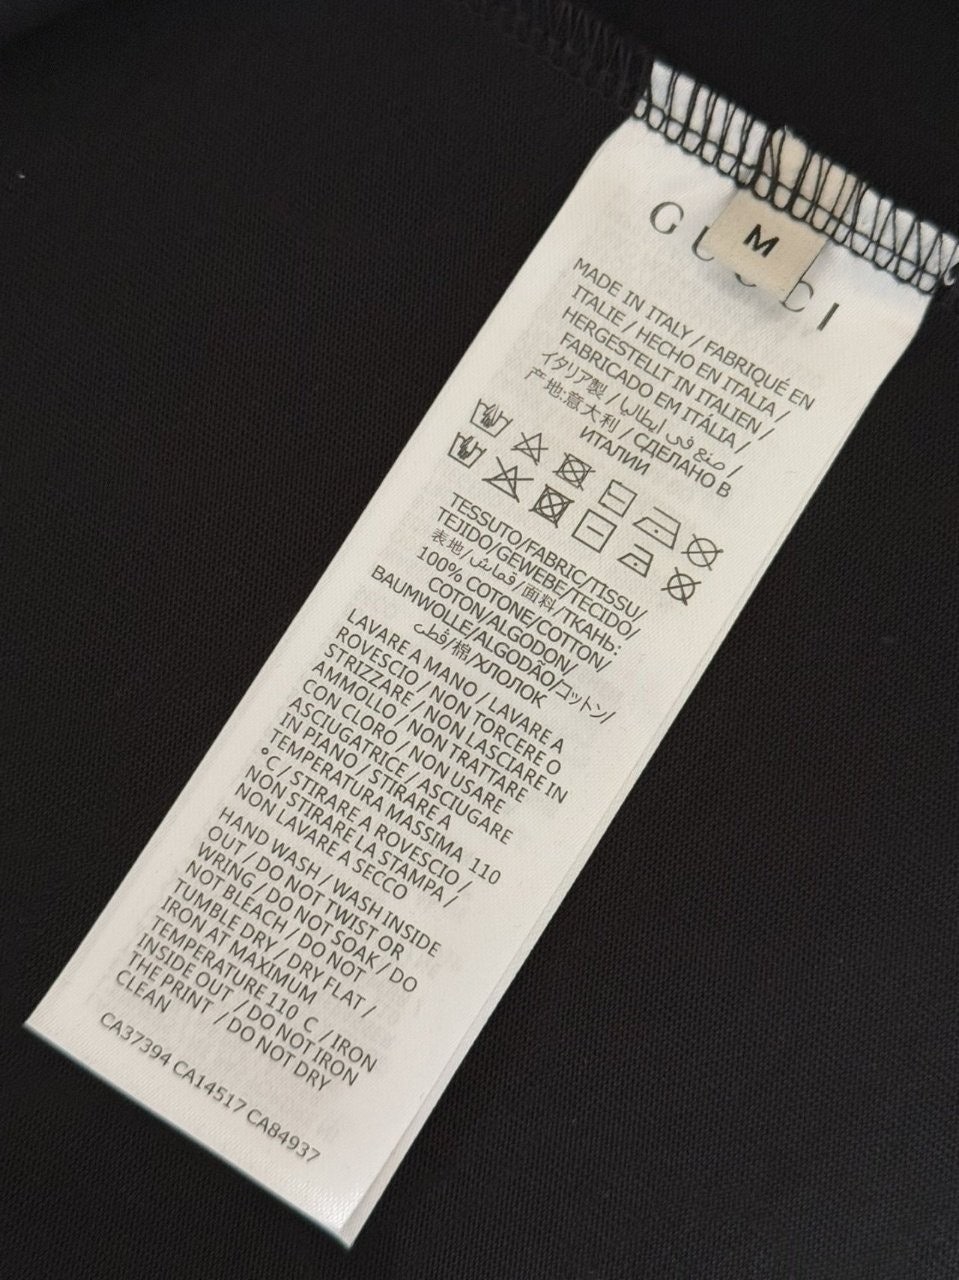 GUCCI
M
MADE IN ITALY / FABRIQUÉ EN
ITALIE / HECHO EN ITALIA /
HERGESTELLT IN ITALIEN /
FABRICADO EM ITÁLIA /
イタリア製 / صنع في ايطاليا /
产地:意大利 / СДЕЛАНО В
ИТАЛИИ
TESSUTO/FABRIC/TISSU/
TEJIDO/GEWEBE/TECIDO/
表地/قماش/面料/ТКАНЬ:
100% COTONE/COTTON/
COTON/ALGODON/
BAUMWOLLE/ALGODÃO/コットン/
قطن/棉/ХЛОПОК
LAVARE A MANO / LAVARE A
ROVESCIO / NON TORCERE O
STRIZZARE / NON LASCIARE IN
AMMOLLO / NON TRATTARE
CON CLORO / NON USARE
ASCIUGATRICE / ASCIUGARE
IN PIANO / STIRARE A
TEMPERATURA MASSIMA 110
°C / STIRARE A ROVESCIO /
NON STIRARE LA STAMPA /
NON LAVARE A SECCO
HAND WASH / WASH INSIDE
OUT / DO NOT TWIST OR
WRING / DO NOT SOAK / DO
NOT BLEACH / DO NOT
TUMBLE DRY / DRY FLAT /
IRON AT MAXIMUM
TEMPERATURE 110 C / IRON
INSIDE OUT / DO NOT IRON
THE PRINT / DO NOT DRY
CLEAN
CA37394 CA14517 CA84937